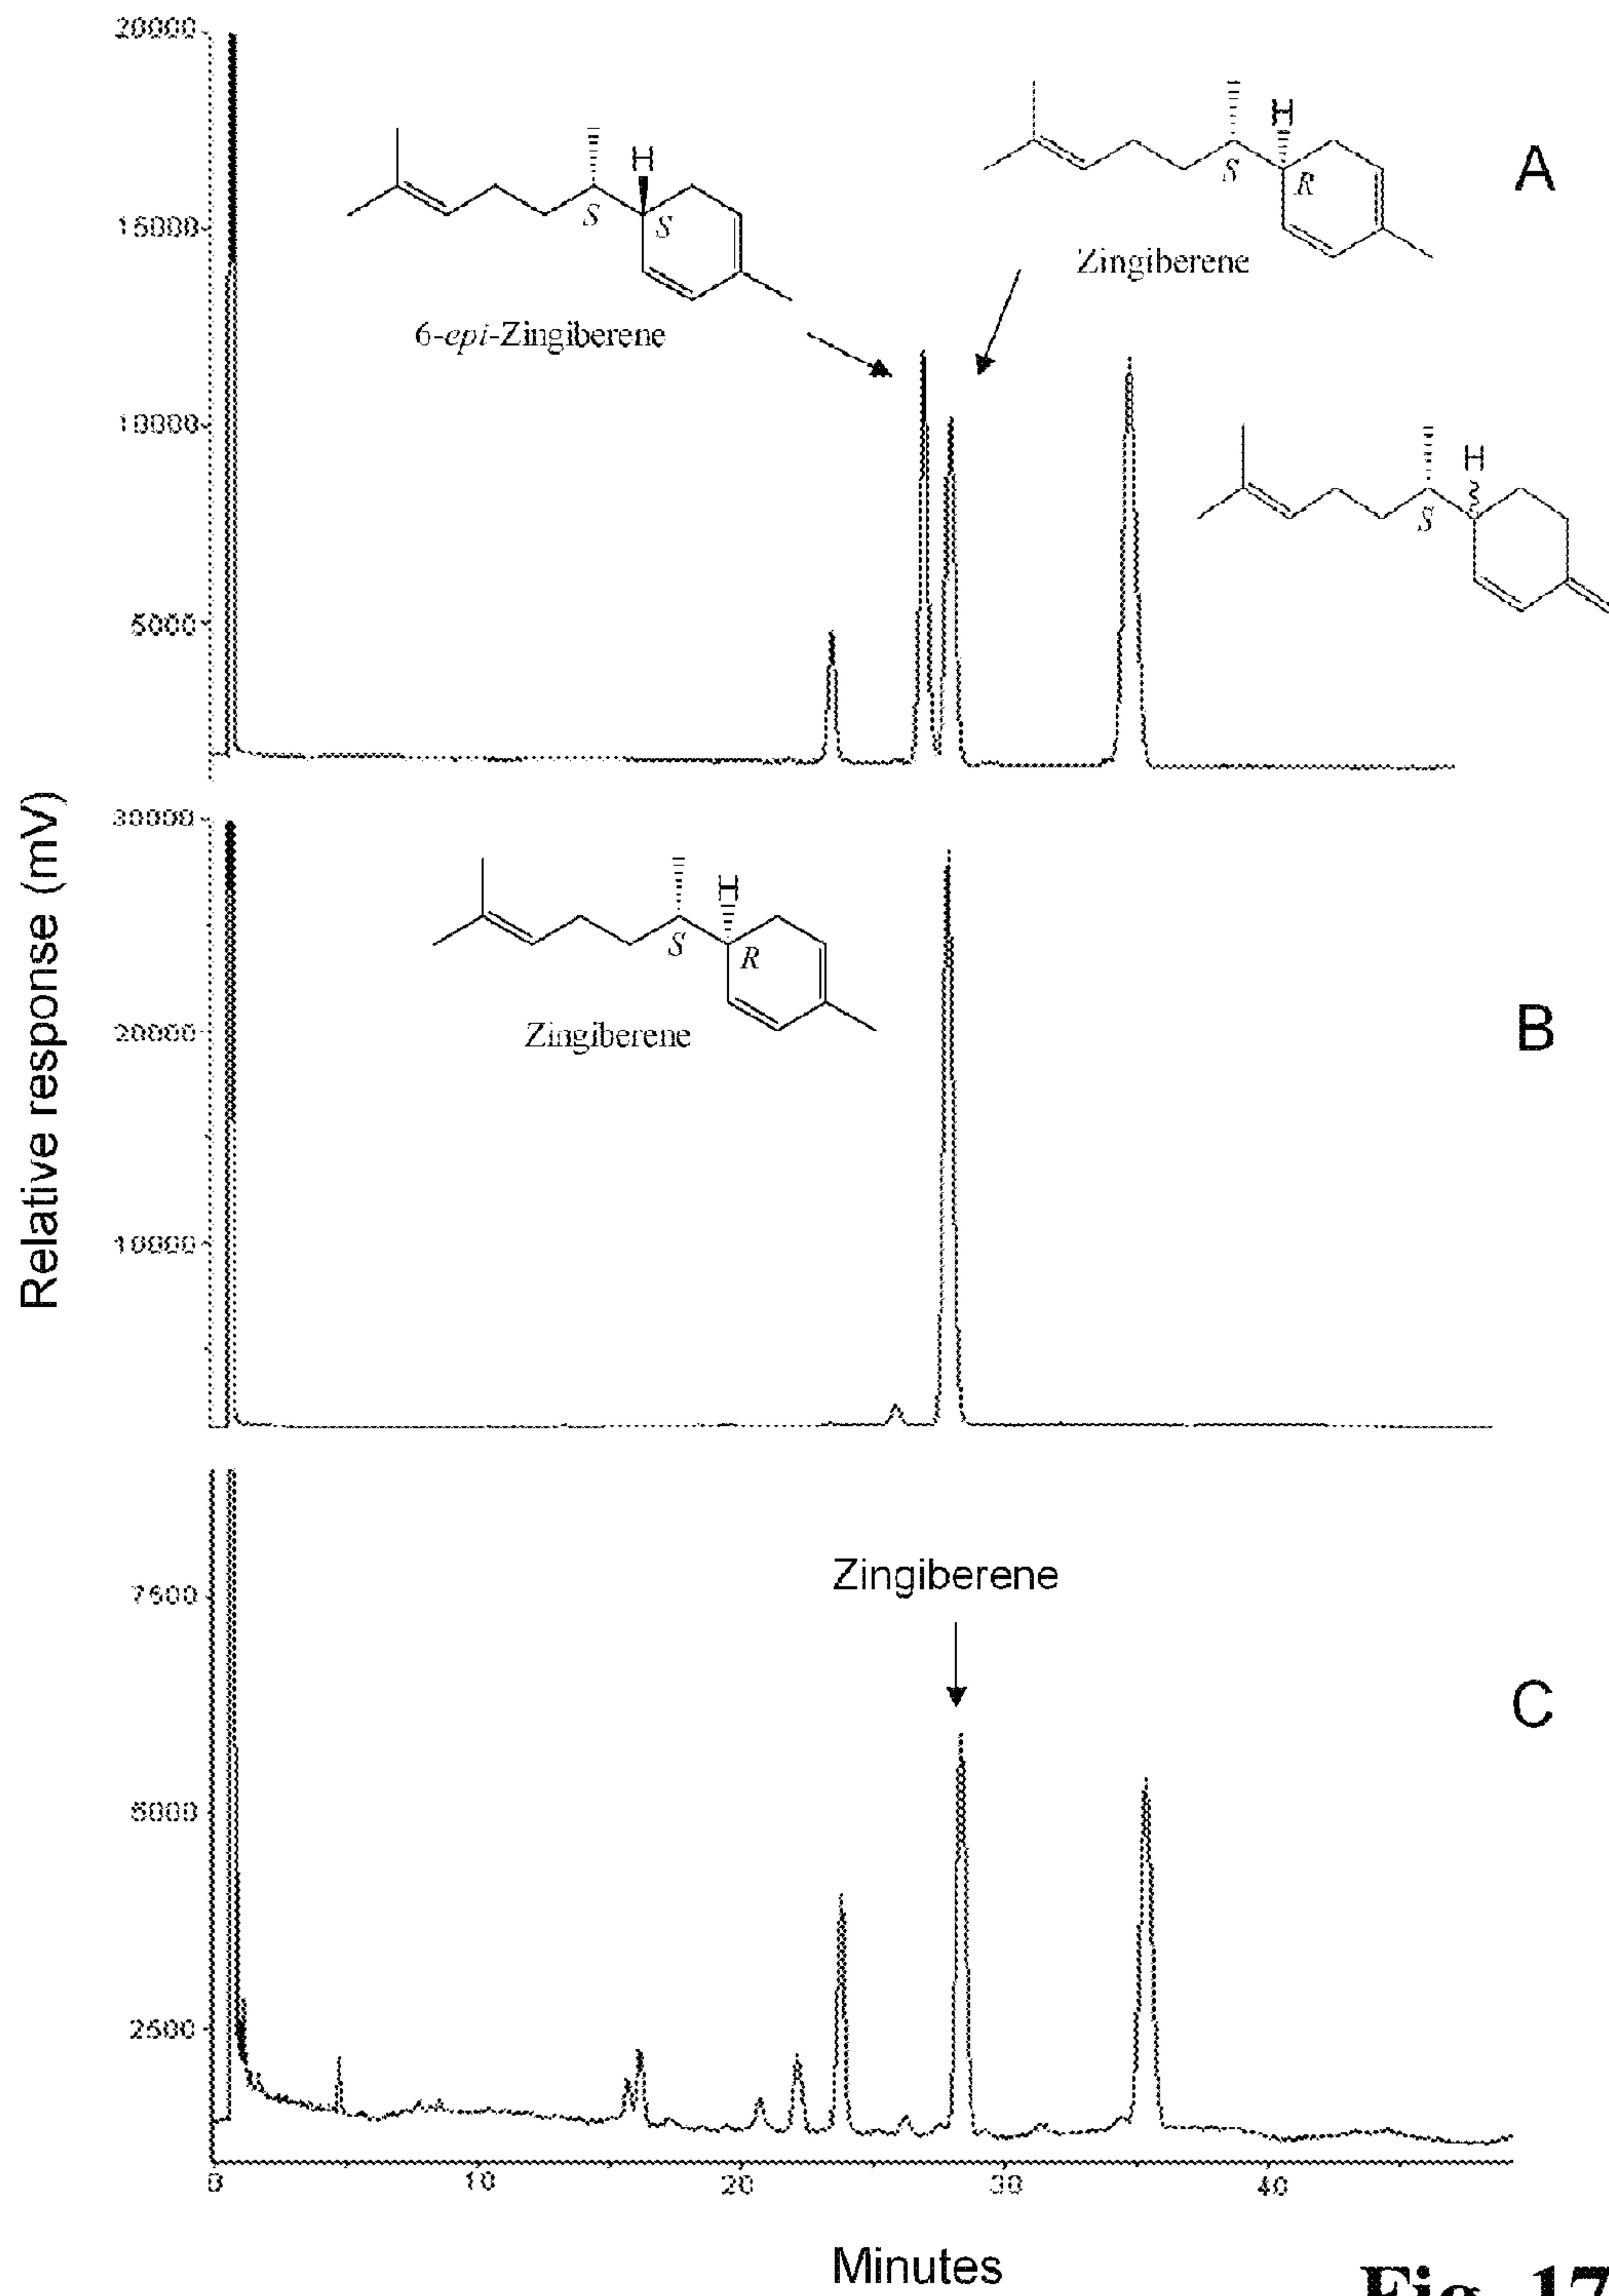 20000
H
H
A
S
S
S
R
15000
Zingiberene
6-epi-Zingiberene
10000
H
S
5000
Relative response (mV)
30000
H
S
R
B
20000
Zingiberene
10000
Zingiberene
7500
C
5000
2500
0 10 20 30 40
Minutes